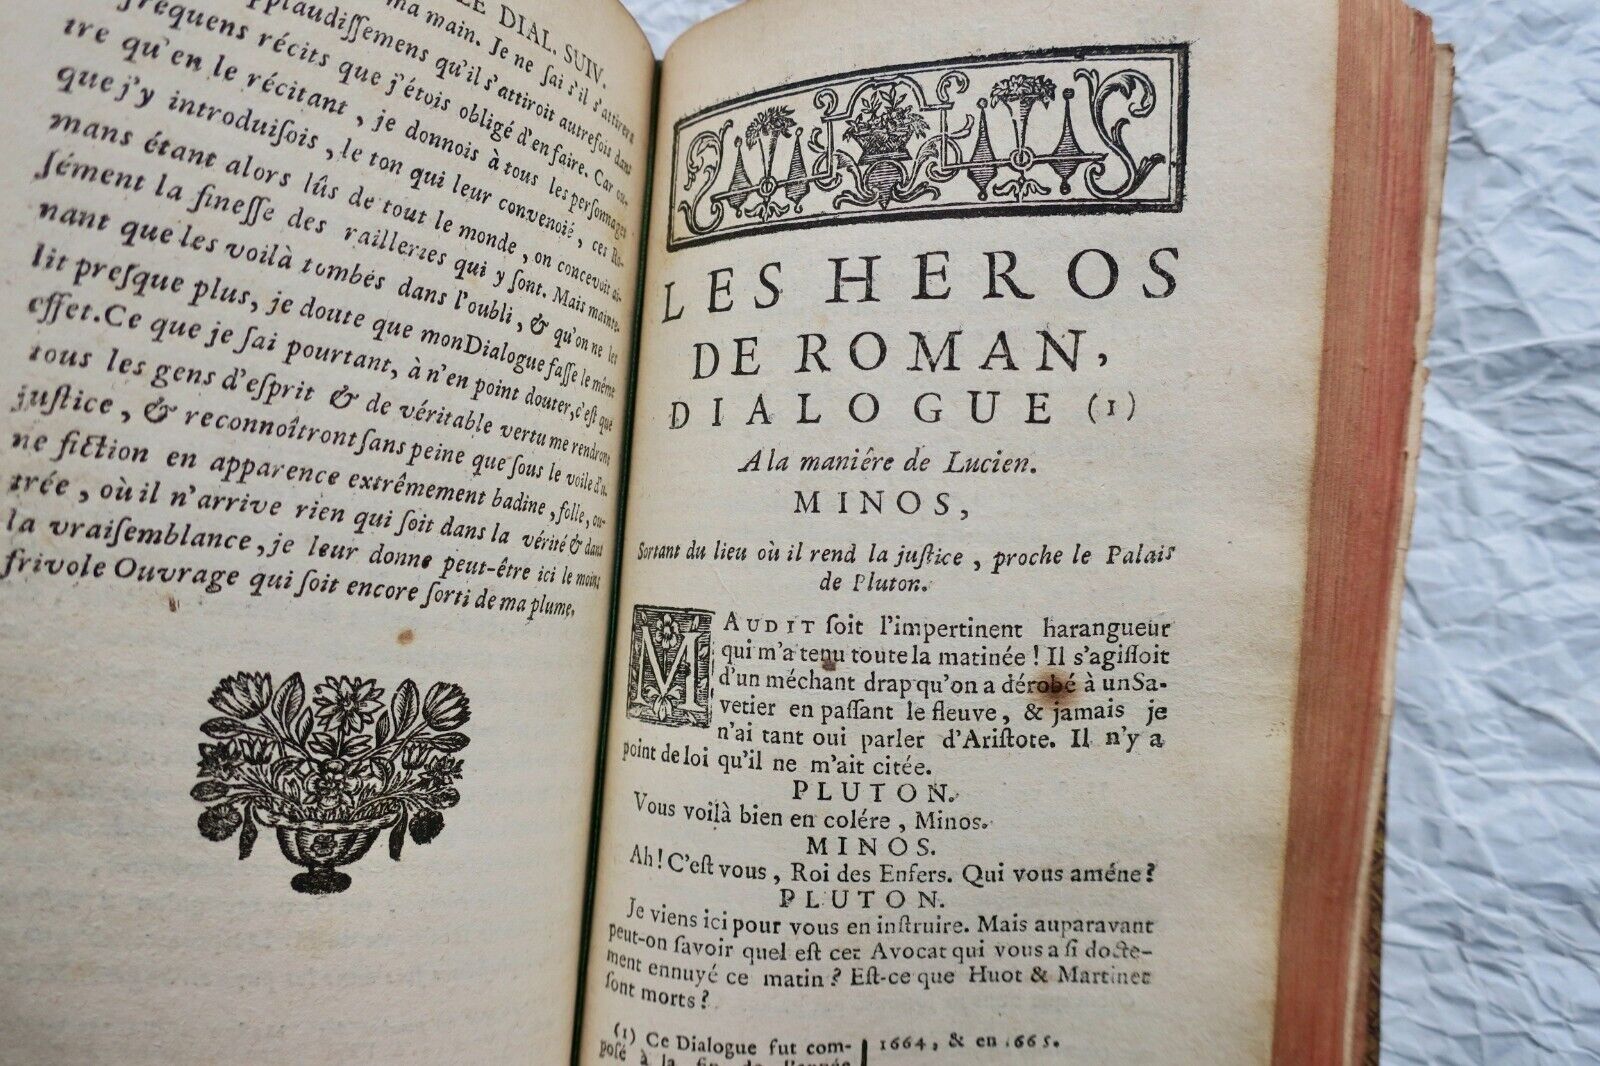 LE DIAL. SUIV.
ma main. Je ne ſai s'il s'attirera
applaudiſſemens qu'il s'attiroit autrefois dans
fréquens récits que j'étois obligé d'en faire. Car ou-
tre qu'en le récitant, je donnois à tous les perſonnages
que j'y introduiſois, le ton qui leur convenoit, ces Ro-
mans étant alors lûs de tout le monde, on concevoit ai-
ſément la fineſſe des railleries qui y ſont. Mais mainte-
nant que les voilà tombés dans l'oubli, & qu'on ne les
lit preſque plus, je doute que mon Dialogue faſſe le même
effet. Ce que je ſai pourtant, à n'en point douter, c'eſt que
tous les gens d'eſprit & de véritable vertu me rendront
juſtice, & reconnoîtront ſans peine que ſous le voile d'u-
ne fiction en apparence extrêmement badine, folle, ou-
trée, où il n'arrive rien qui ſoit dans la vérité & dans
la vraiſemblance, je leur donne peut-être ici le moins
frivole Ouvrage qui ſoit encore ſorti de ma plume.
LES HEROS
DE ROMAN,
DIALOGUE (1)
A la maniére de Lucien.
MINOS,
Sortant du lieu où il rend la juſtice, proche le Palais
de Pluton.
MAUDIT ſoit l'impertinent harangueur
qui m'a tenu toute la matinée ! Il s'agiſſoit
d'un méchant drap qu'on a dérobé à un Sa-
vetier en paſſant le fleuve, & jamais je
n'ai tant oui parler d'Ariſtote. Il n'y a
point de loi qu'il ne m'ait citée.
PLUTON.
Vous voilà bien en colére, Minos.
MINOS.
Ah ! C'eſt vous, Roi des Enfers. Qui vous améne ?
PLUTON.
Je viens ici pour vous en inſtruire. Mais auparavant
peut-on ſavoir quel eſt cet Avocat qui vous a ſi docte-
ment ennuyé ce matin ? Eſt-ce que Huot & Martinet
ſont morts ?
(1) Ce Dialogue fut com-
poſé à la fin de l'année
1664, & en 1665.